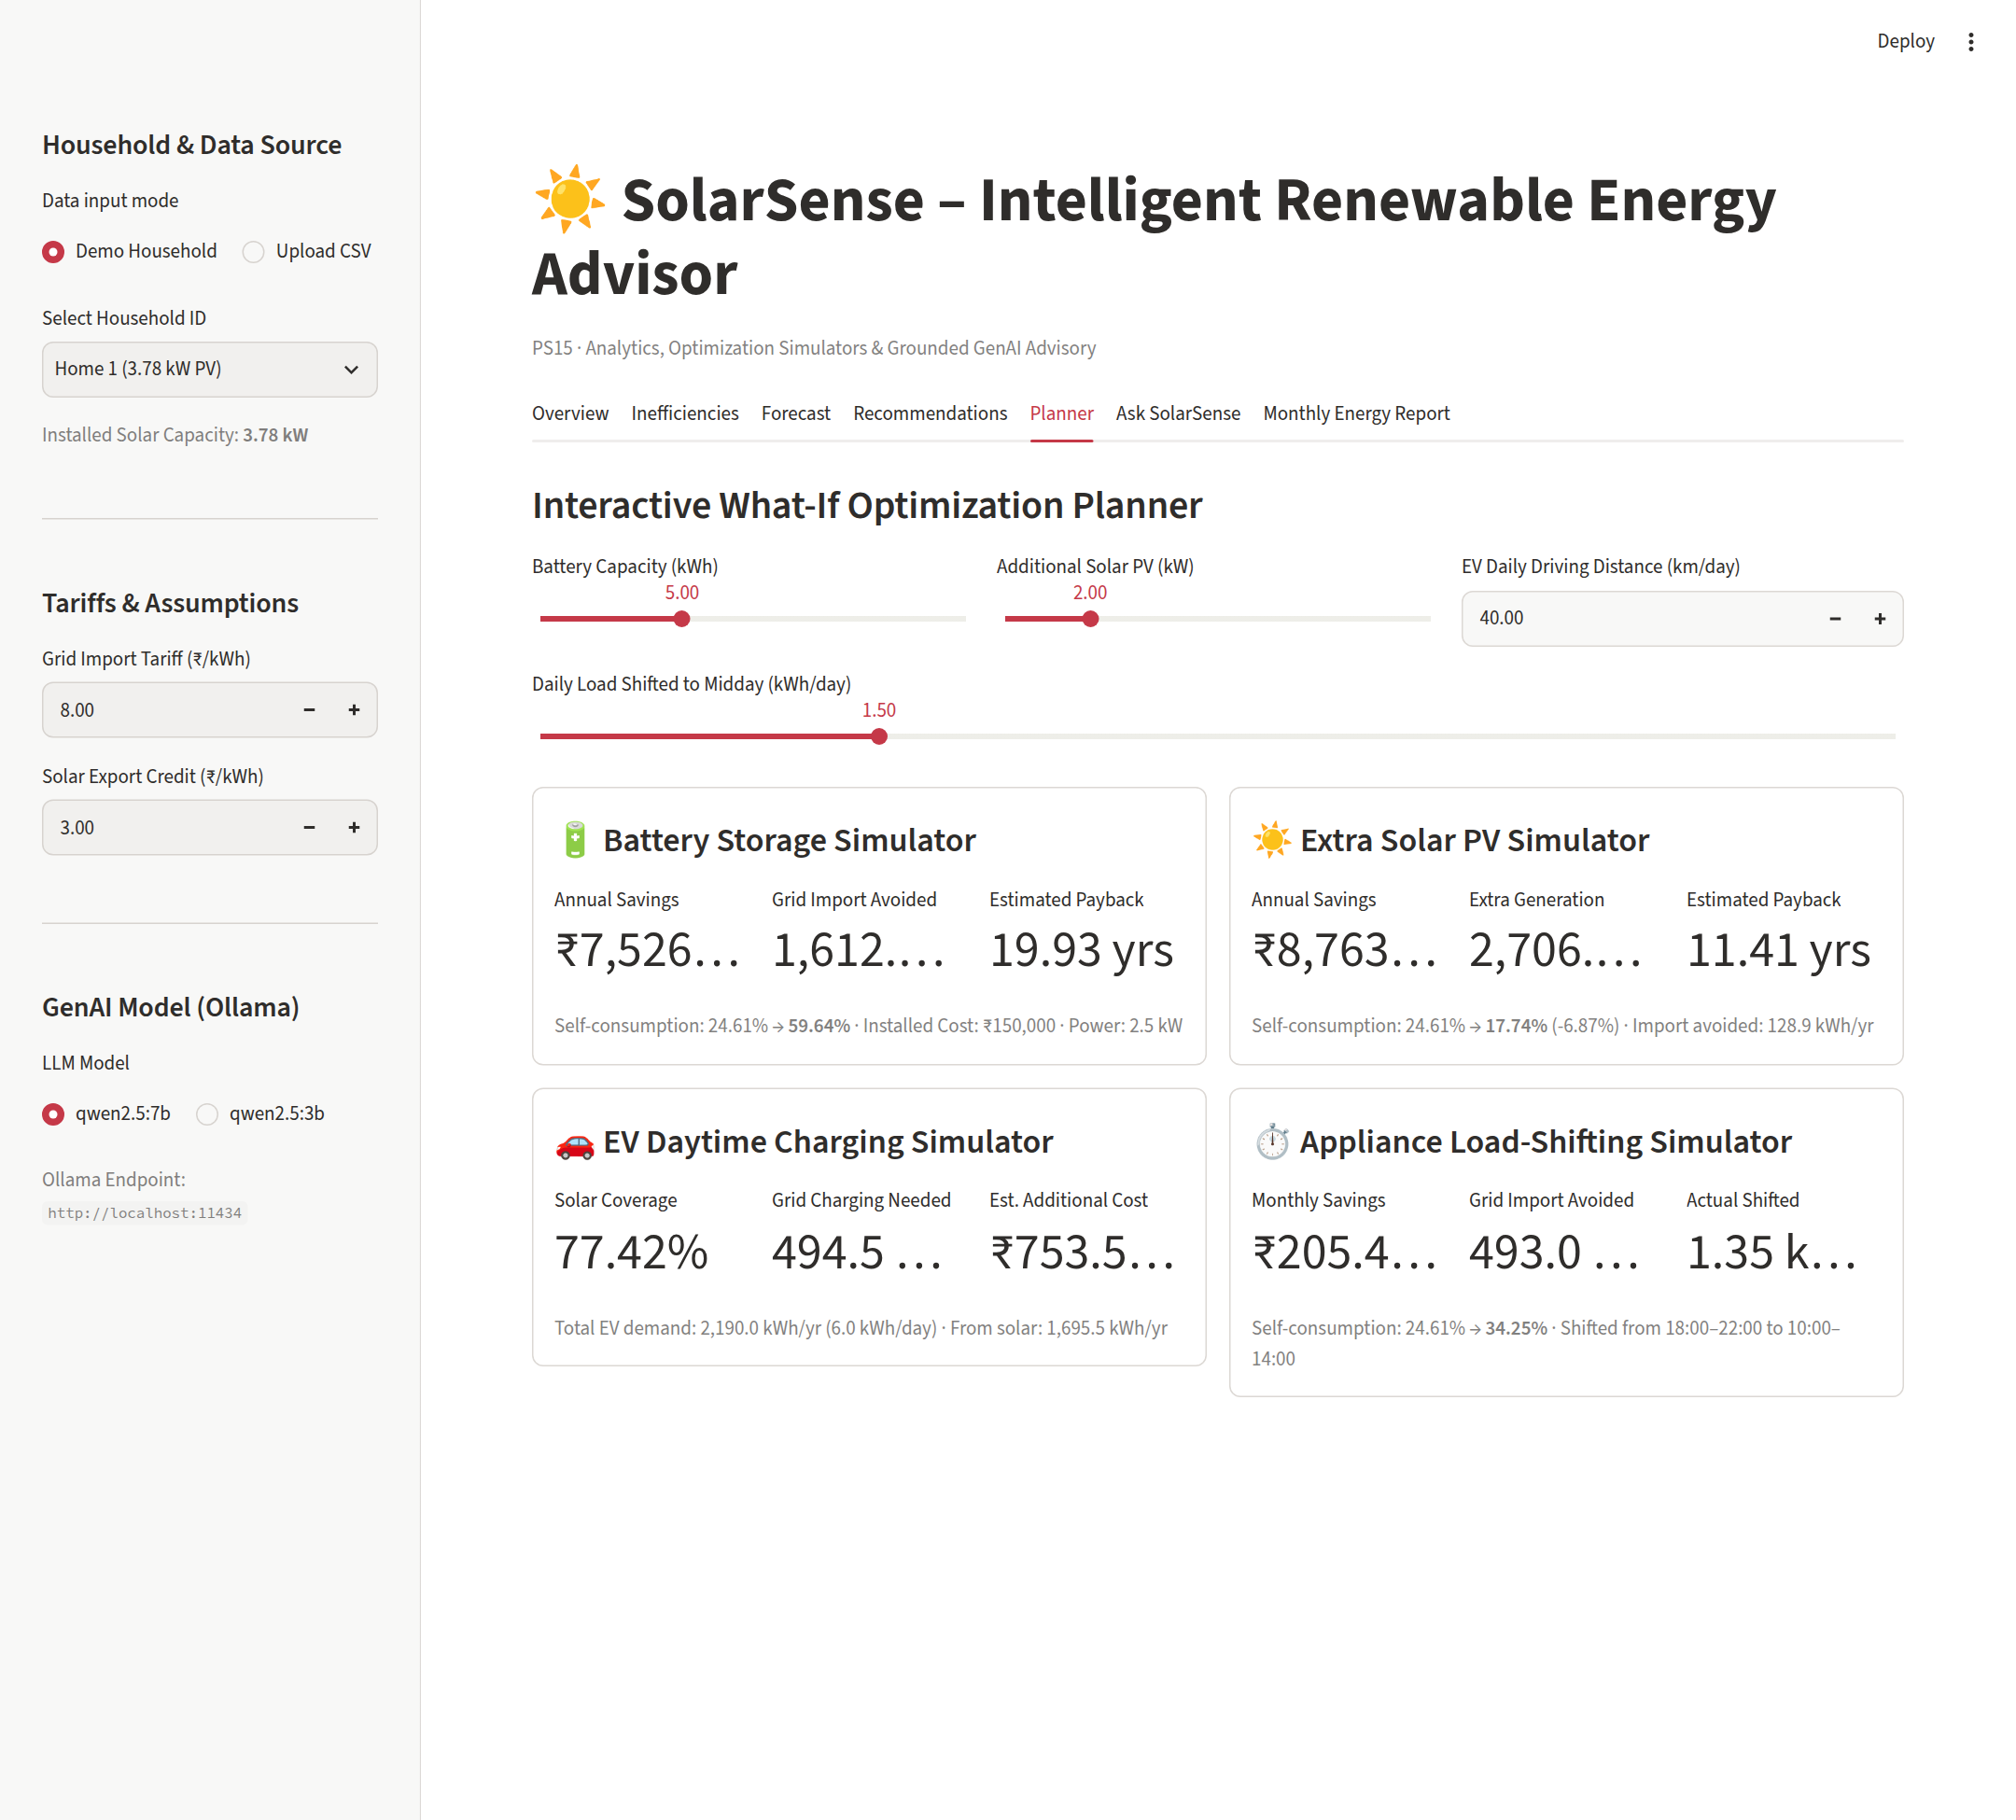 Deploy
Household & Data Source
Data input mode
Demo Household
Upload CSV
Select Household ID
Home 1 (3.78 kW PV)
Installed Solar Capacity: 3.78 kW
Tariffs & Assumptions
Grid Import Tariff (₹/kWh)
8.00
Solar Export Credit (₹/kWh)
3.00
GenAI Model (Ollama)
LLM Model
qwen2.5:7b
qwen2.5:3b
Ollama Endpoint:
http://localhost:11434
SolarSense – Intelligent Renewable Energy
Advisor
PS15 · Analytics, Optimization Simulators & Grounded GenAI Advisory
Overview Inefficiencies Forecast Recommendations Planner Ask SolarSense Monthly Energy Report
Interactive What-If Optimization Planner
Battery Capacity (kWh)
5.00
Additional Solar PV (kW)
2.00
EV Daily Driving Distance (km/day)
40.00
Daily Load Shifted to Midday (kWh/day)
1.50
Battery Storage Simulator
Annual Savings Grid Import Avoided Estimated Payback
₹7,526… 1,612.… 19.93 yrs
Self-consumption: 24.61% → 59.64% · Installed Cost: ₹150,000 · Power: 2.5 kW
Extra Solar PV Simulator
Annual Savings Extra Generation Estimated Payback
₹8,763… 2,706.… 11.41 yrs
Self-consumption: 24.61% → 17.74% (-6.87%) · Import avoided: 128.9 kWh/yr
EV Daytime Charging Simulator
Solar Coverage Grid Charging Needed Est. Additional Cost
77.42% 494.5 … ₹753.5…
Total EV demand: 2,190.0 kWh/yr (6.0 kWh/day) · From solar: 1,695.5 kWh/yr
Appliance Load-Shifting Simulator
Monthly Savings Grid Import Avoided Actual Shifted
₹205.4… 493.0 … 1.35 k…
Self-consumption: 24.61% → 34.25% · Shifted from 18:00–22:00 to 10:00–
14:00